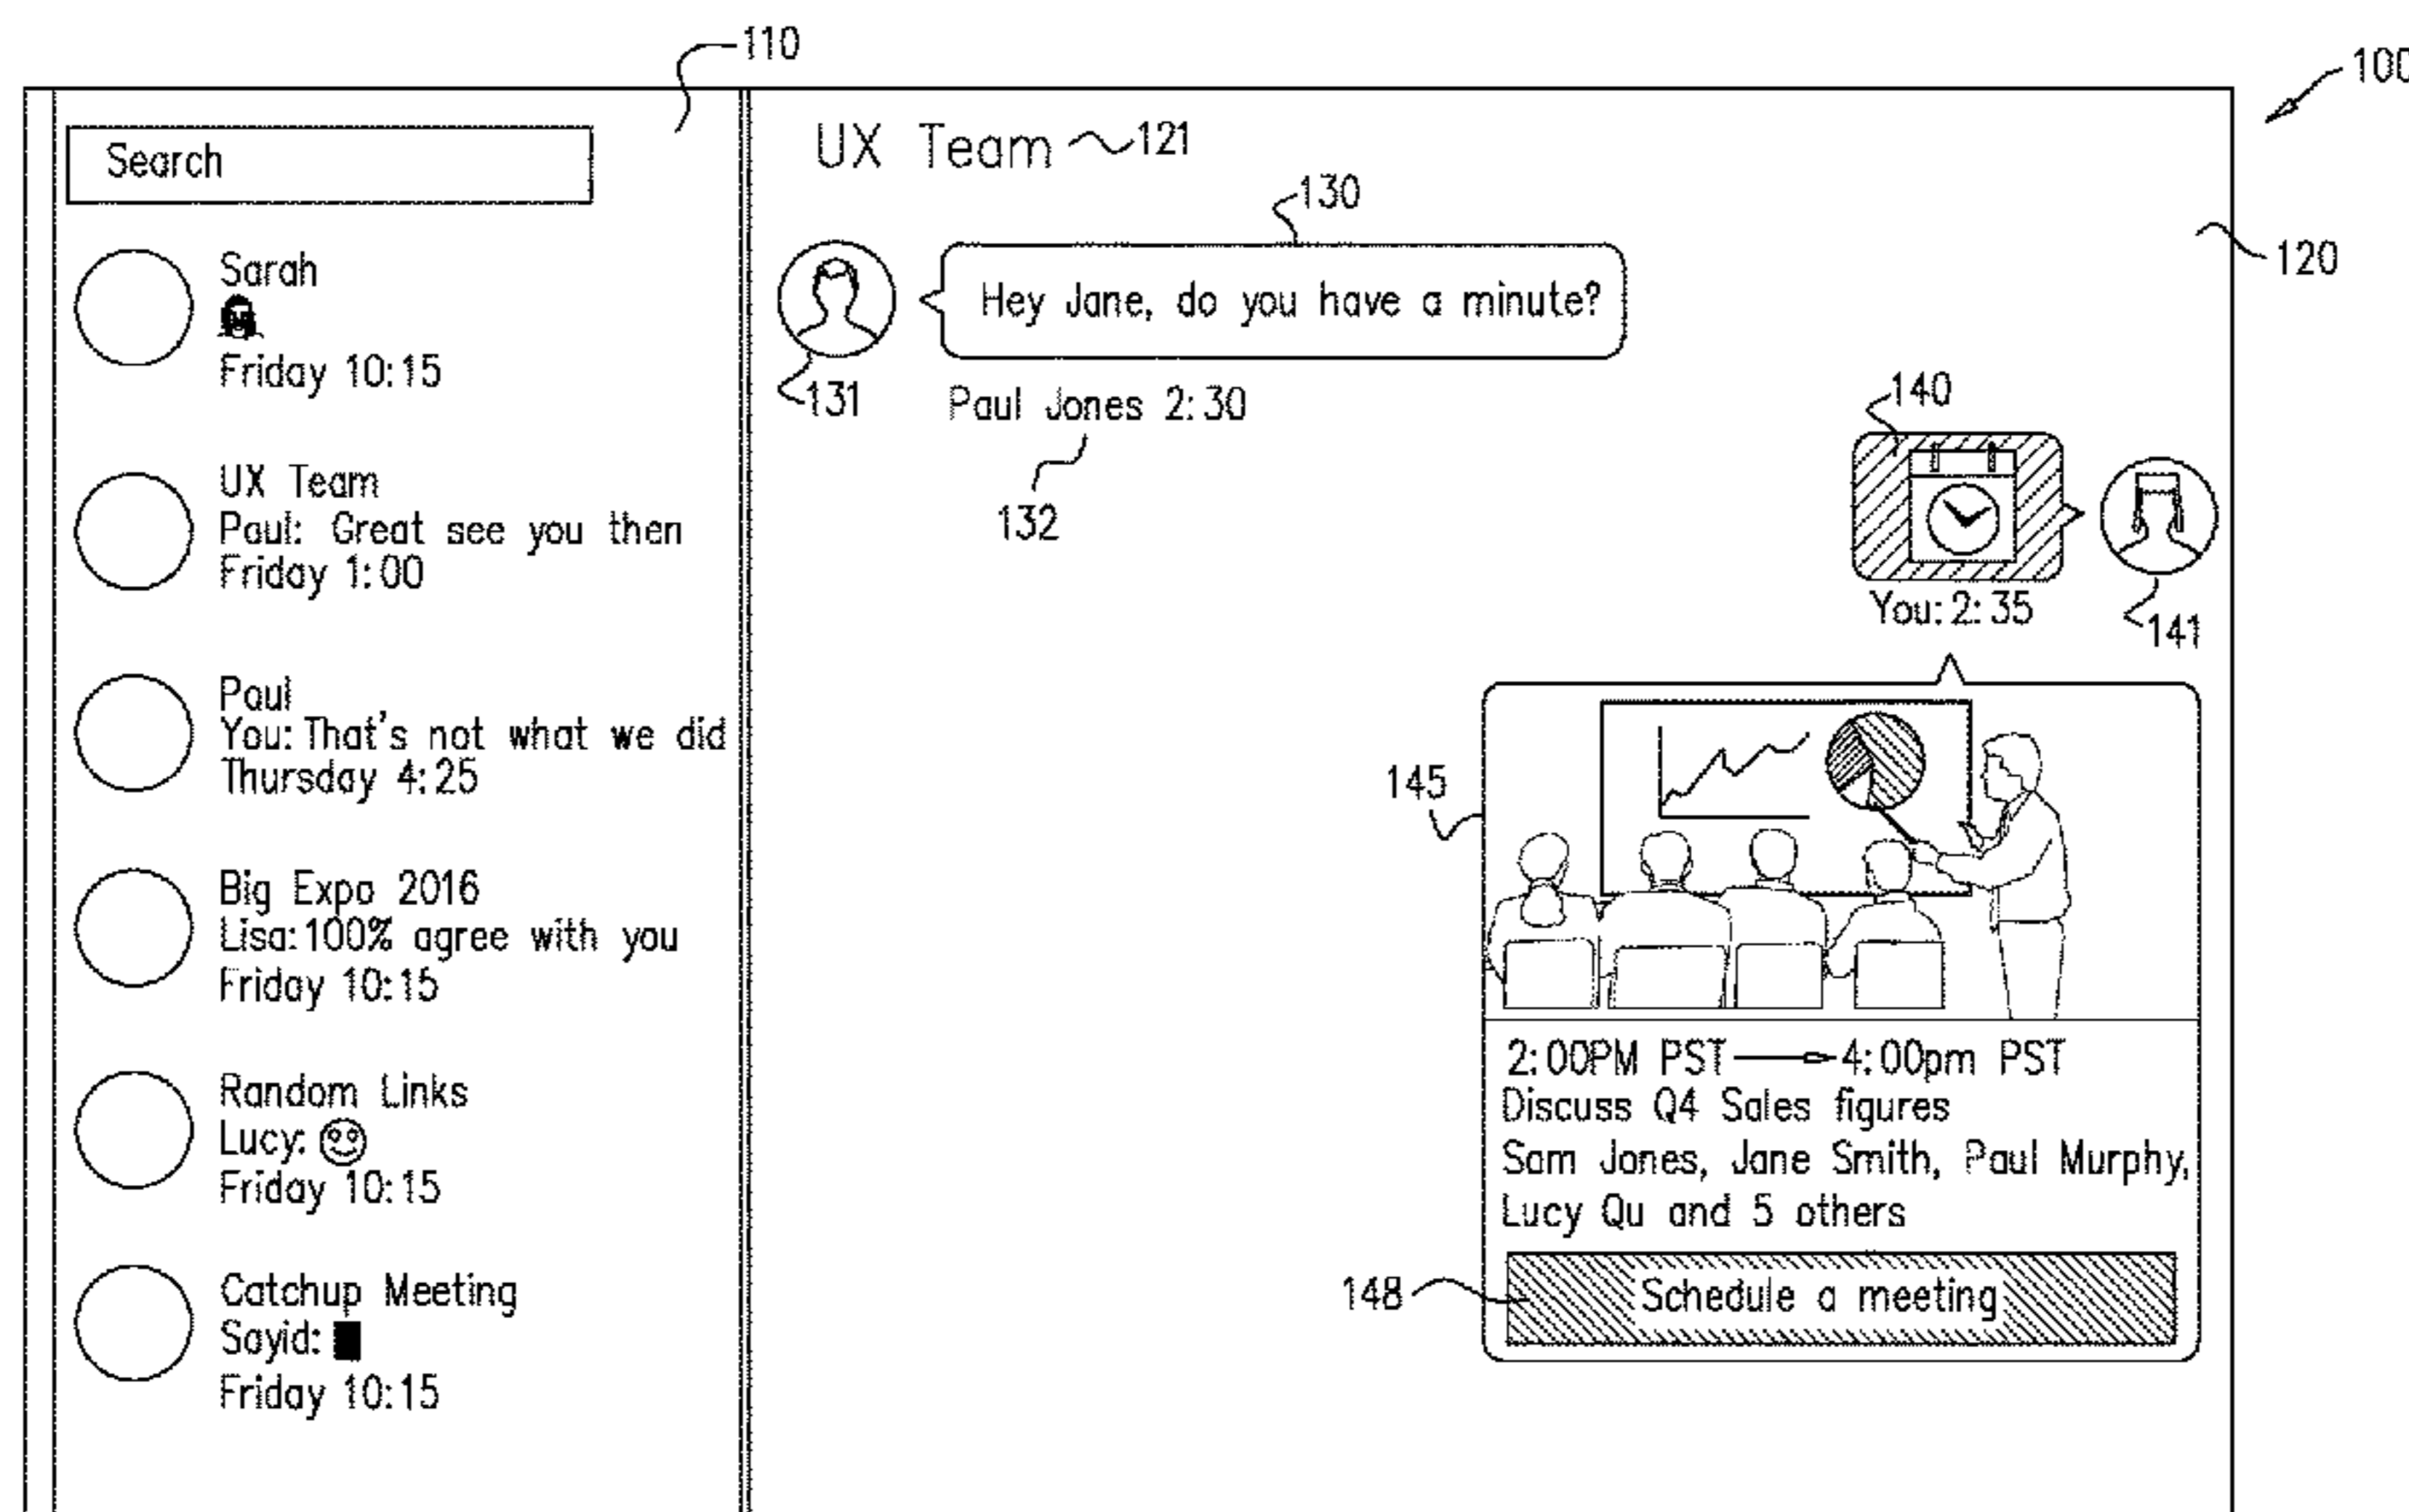 110
100
Search
Sarah
Friday 10:15
UX Team
Paul: Great see you then
Friday 1:00
Paul
You: That's not what we did
Thursday 4:25
Big Expo 2016
Lisa: 100% agree with you
Friday 10:15
Random Links
Lucy:
Friday 10:15
Catchup Meeting
Sayid:
Friday 10:15
UX Team
121
130
120
Hey Jane, do you have a minute?
131
Paul Jones 2:30
132
140
You: 2:35
141
145
2:00PM PST 4:00pm PST
Discuss Q4 Sales figures
Sam Jones, Jane Smith, Paul Murphy,
Lucy Qu and 5 others
148
Schedule a meeting